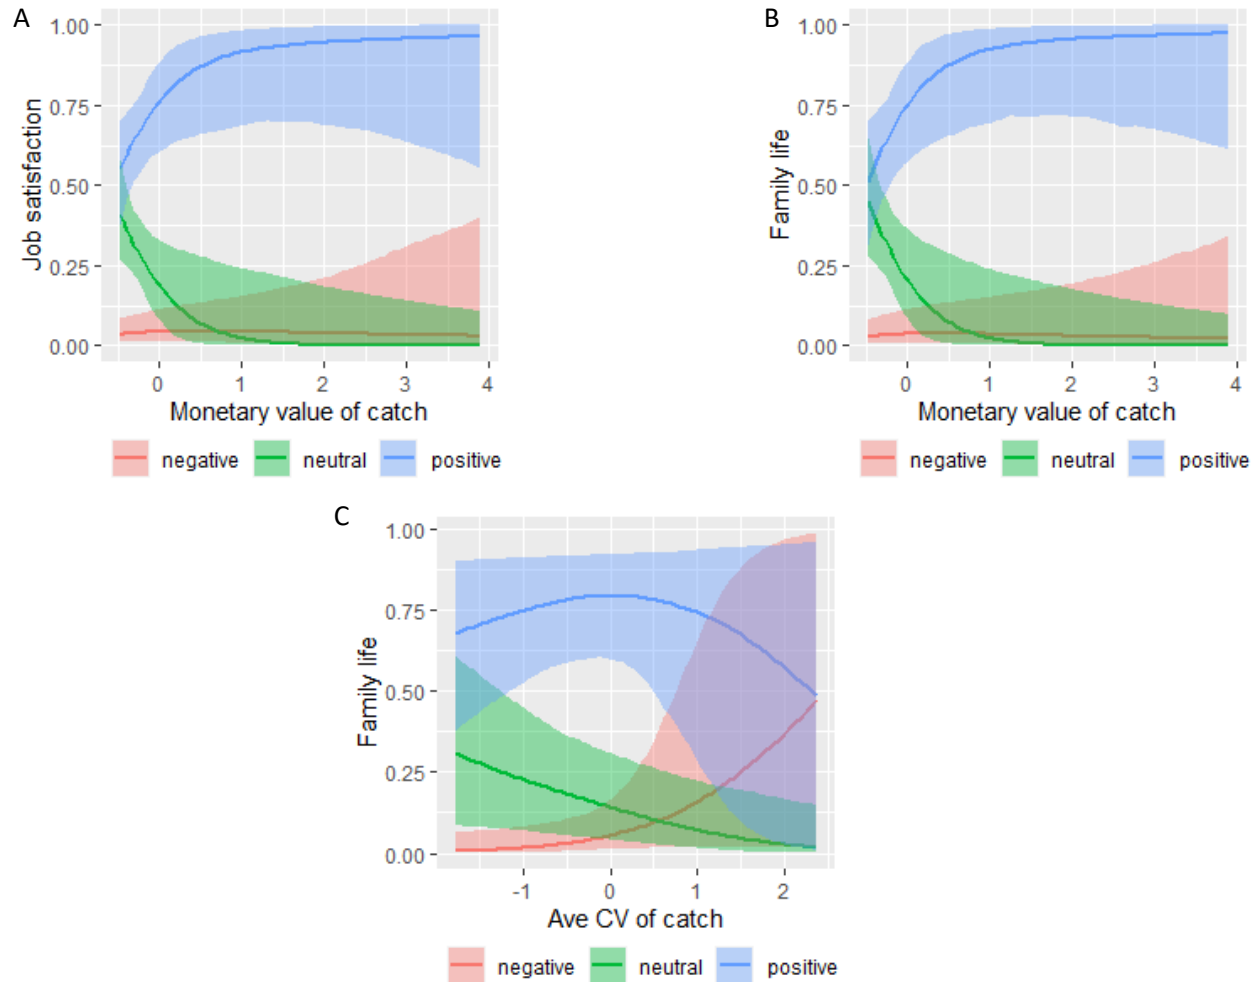 A
Job satisfaction
1.00
0.75
0.50
0.25
0.00
0 1 2 3 4
Monetary value of catch
negative neutral positive
B
Family life
1.00
0.75
0.50
0.25
0.00
0 1 2 3 4
Monetary value of catch
negative neutral positive
C
Family life
1.00
0.75
0.50
0.25
0.00
-1 0 1 2
Ave CV of catch
negative neutral positive